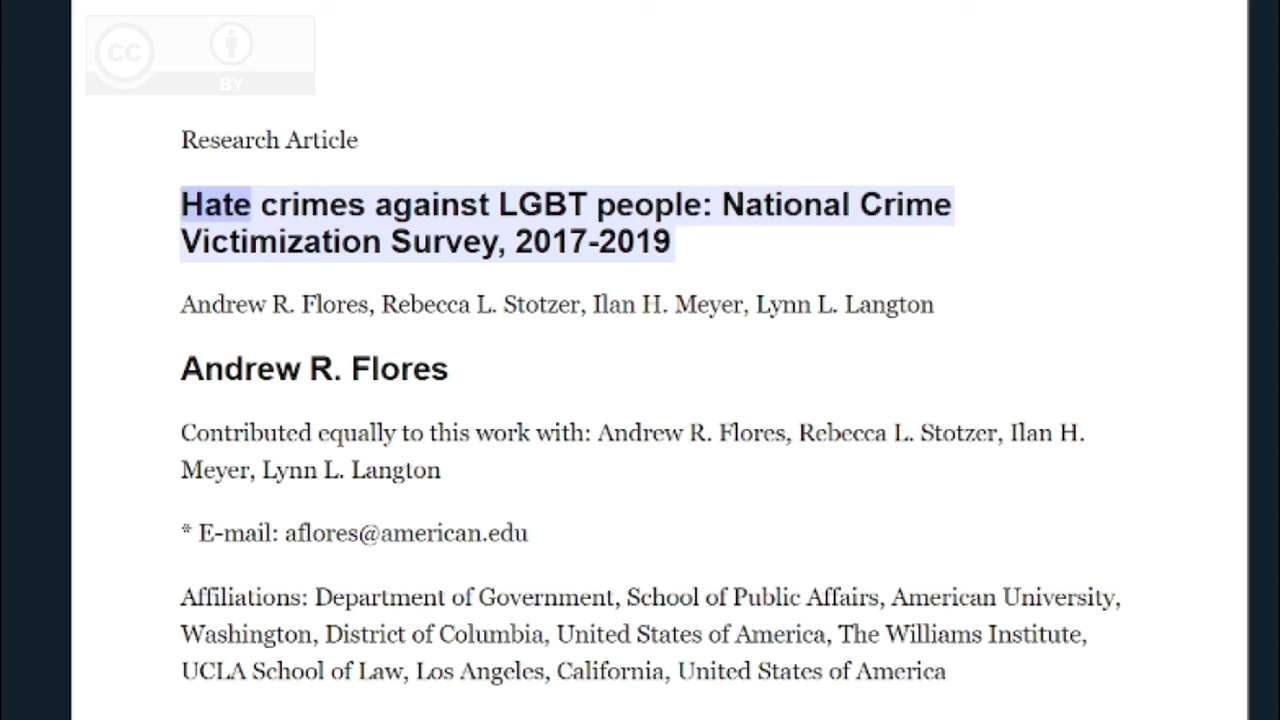 CC
BY
Research Article
Hate crimes against LGBT people: National Crime
Victimization Survey, 2017-2019
Andrew R. Flores, Rebecca L. Stotzer, Ilan H. Meyer, Lynn L. Langton
Andrew R. Flores
Contributed equally to this work with: Andrew R. Flores, Rebecca L. Stotzer, Ilan H.
Meyer, Lynn L. Langton
* E-mail: aflores@american.edu
Affiliations: Department of Government, School of Public Affairs, American University,
Washington, District of Columbia, United States of America, The Williams Institute,
UCLA School of Law, Los Angeles, California, United States of America